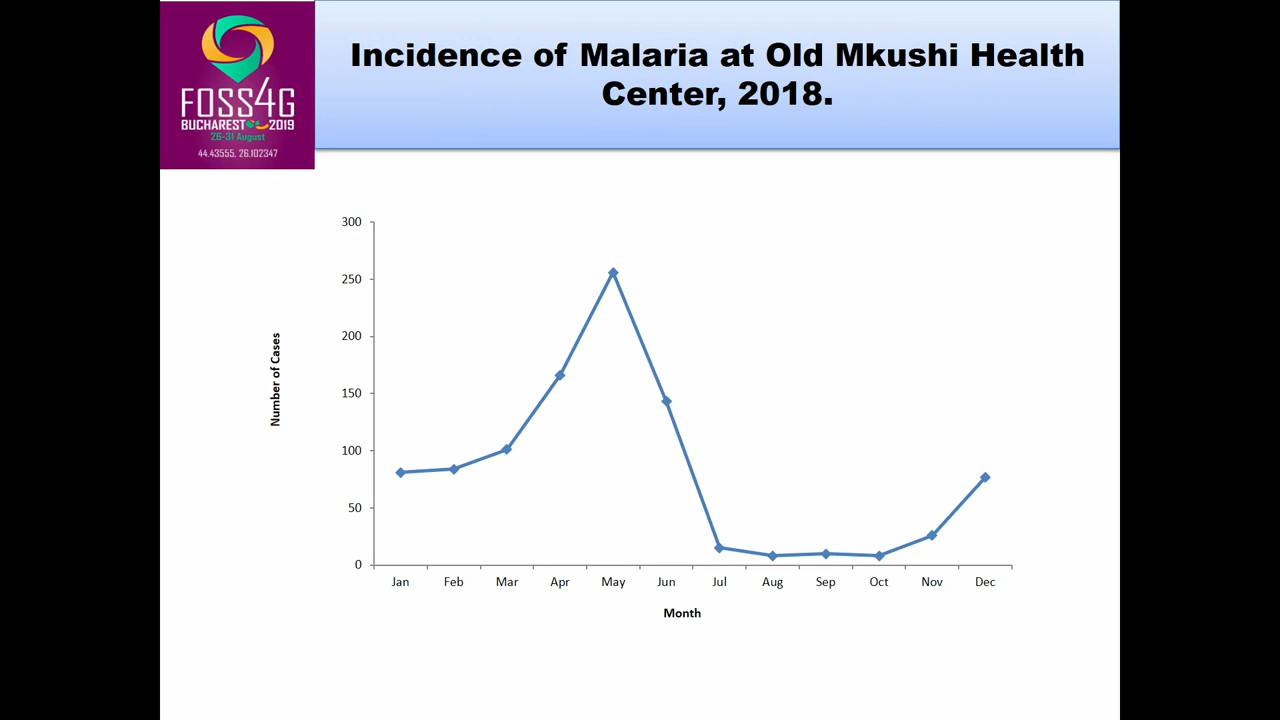 FOSS4G
BUCHAREST 2019
26-31 August
44.43555, 26.102347
Incidence of Malaria at Old Mkushi Health
Center, 2018.
Number of Cases
300
250
200
150
100
50
0
Jan Feb Mar Apr May Jun Jul Aug Sep Oct Nov Dec
Month